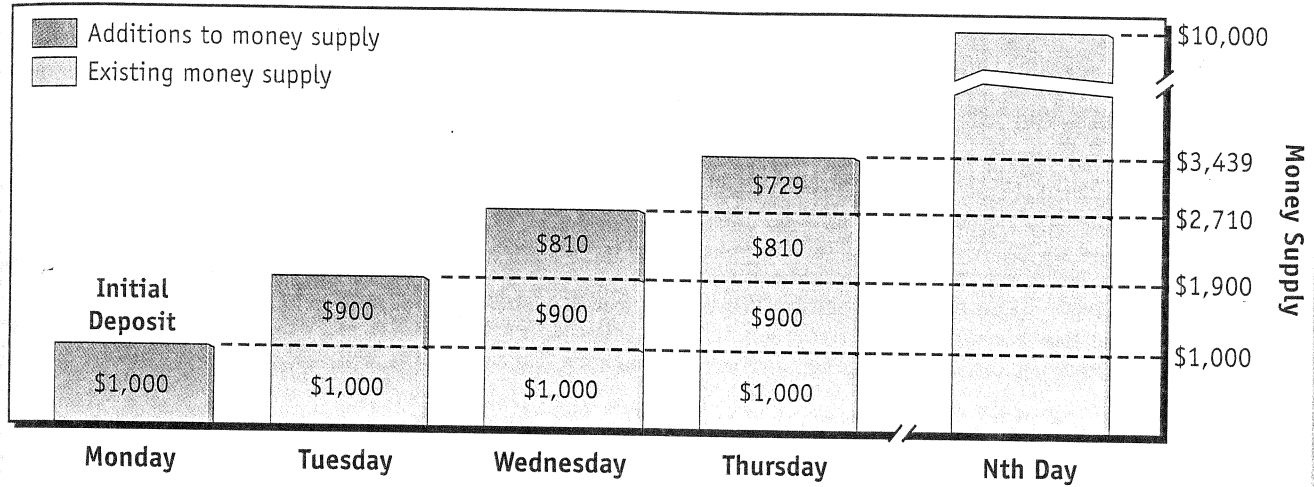 Additions to money supply
Existing money supply
$10,000
$3,439
$2,710
$1,900
$1,000
Money Supply
Initial
Deposit
$1,000
$900
$1,000
$810
$900
$1,000
$729
$810
$900
$1,000
Monday
Tuesday
Wednesday
Thursday
Nth Day